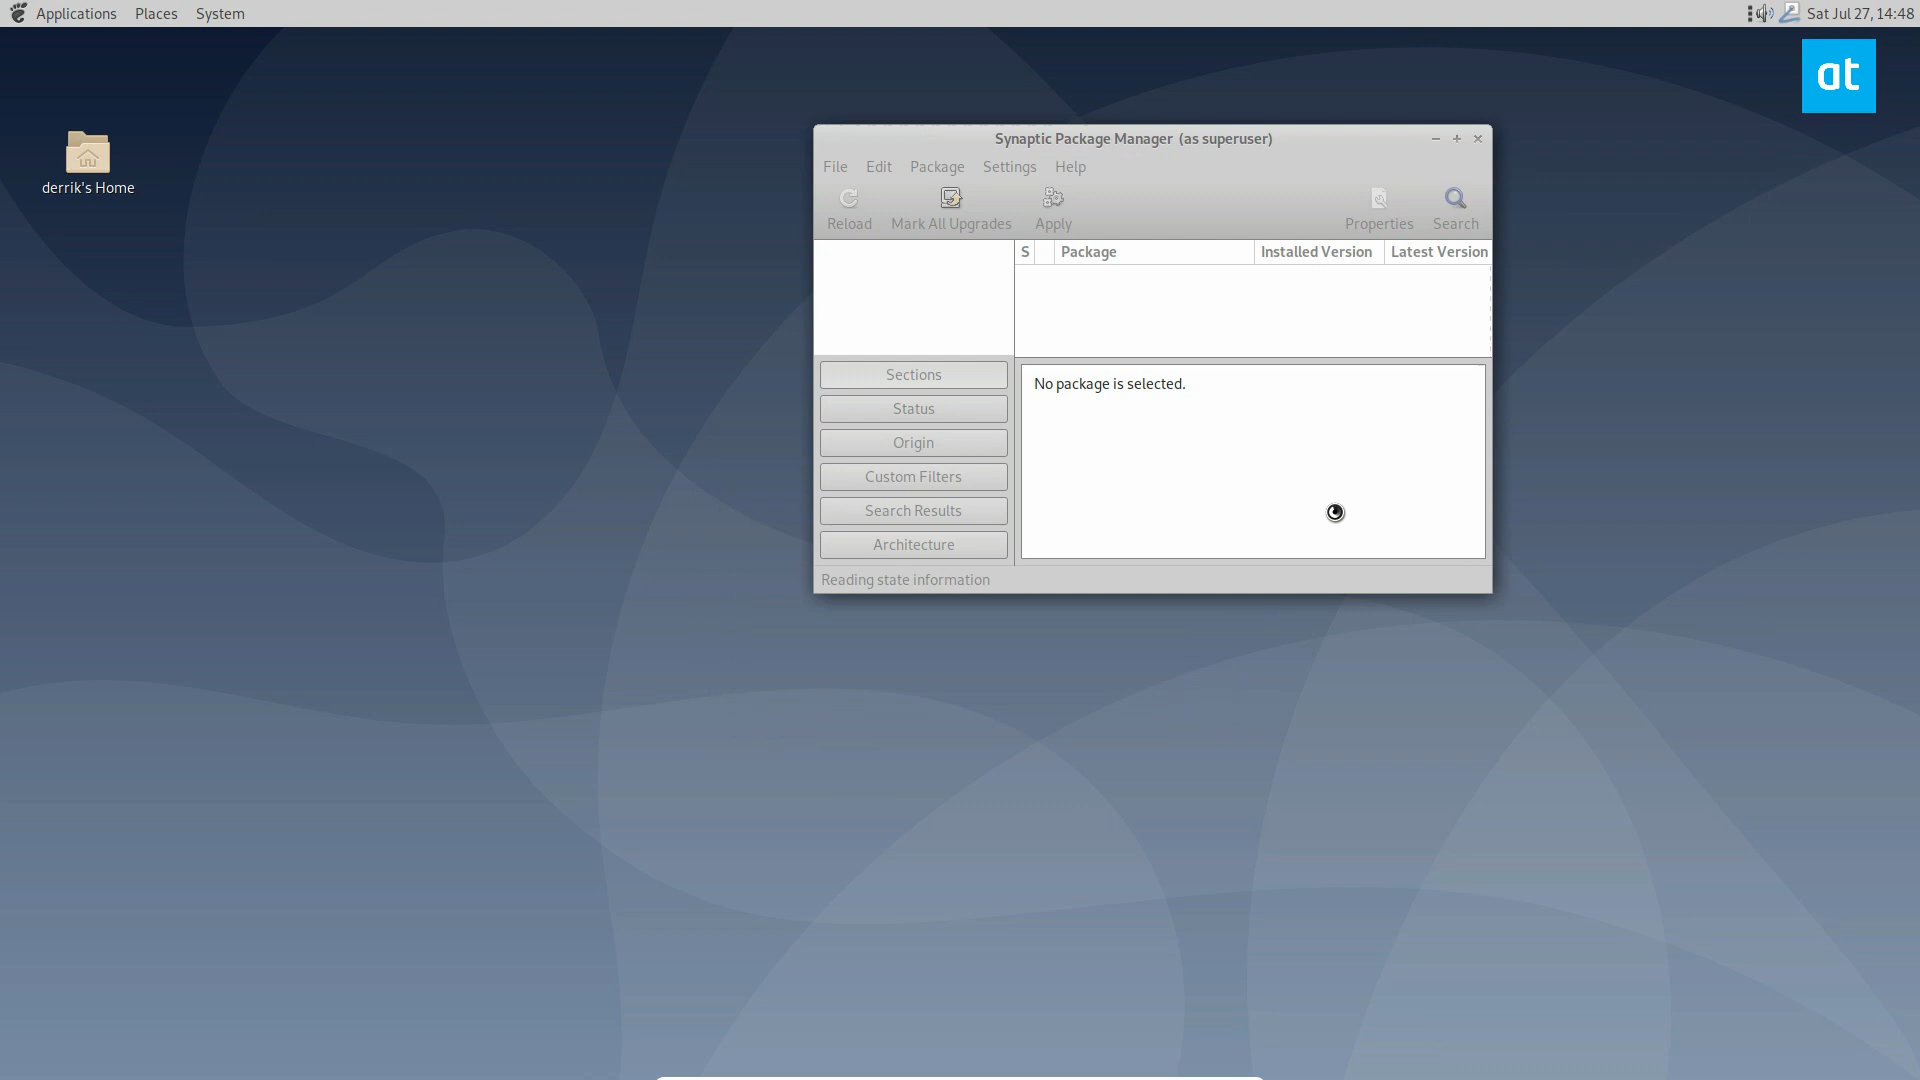 Applications Places System
Sat Jul 27, 14:48
at
derrik's Home
Synaptic Package Manager (as superuser)
File Edit Package Settings Help
Reload Mark All Upgrades Apply Properties Search
S Package Installed Version Latest Version
Sections
Status
Origin
Custom Filters
Search Results
Architecture
No package is selected.
Reading state information